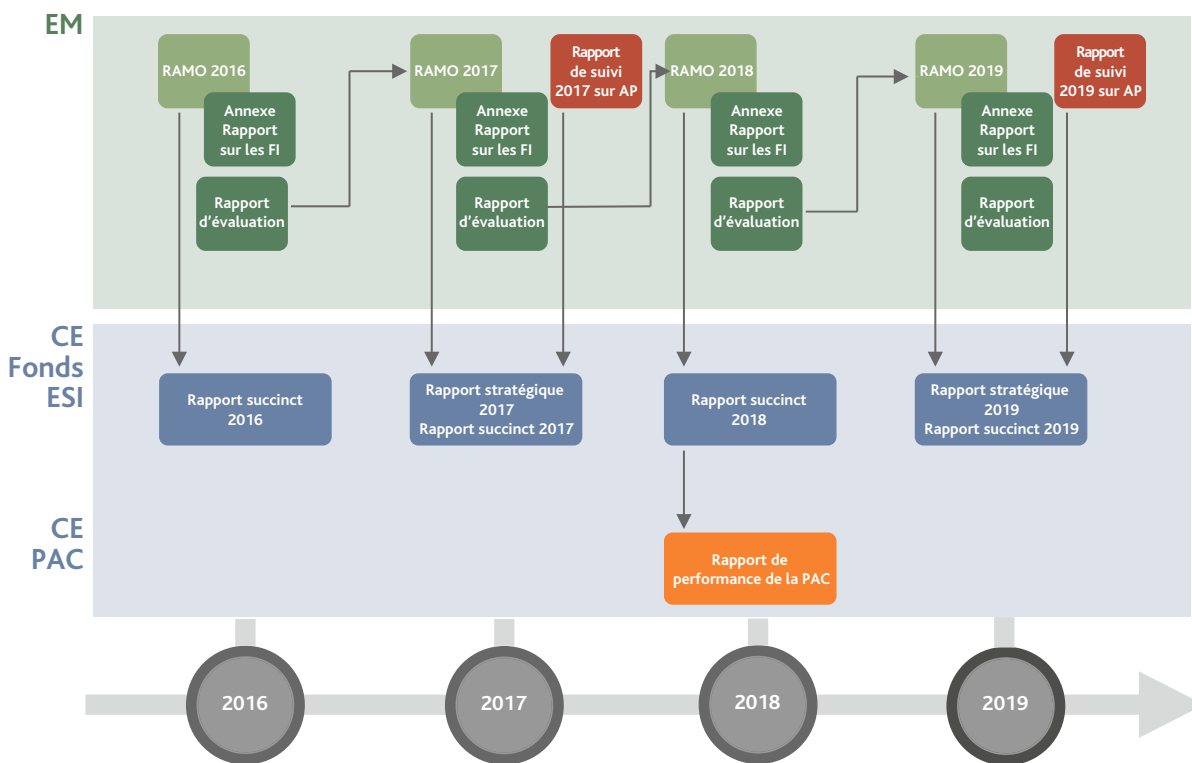 EM
RAMO 2016
Annexe
Rapport
sur les FI
Rapport
d'évaluation
RAMO 2017
Annexe
Rapport
sur les FI
Rapport
d'évaluation
Rapport
de suivi
2017 sur AP
RAMO 2018
Annexe
Rapport
sur les FI
Rapport
d'évaluation
RAMO 2019
Annexe
Rapport
sur les FI
Rapport
d'évaluation
Rapport
de suivi
2019 sur AP
CE
Fonds
ESI
Rapport succinct
2016
Rapport stratégique
2017
Rapport succinct 2017
Rapport succinct
2018
Rapport stratégique
2019
Rapport succinct 2019
CE
PAC
Rapport de
performance de la PAC
2016
2017
2018
2019